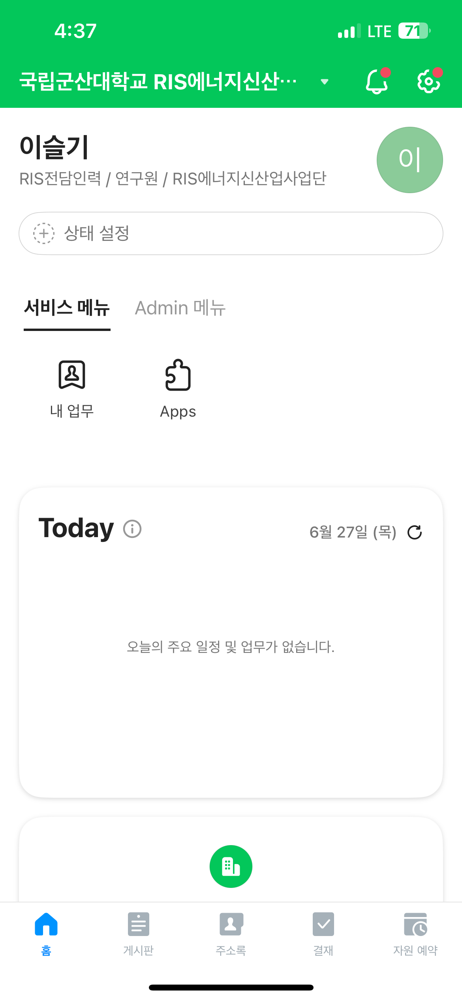 4:37
LTE 71
국립군산대학교 RIS에너지신산…
이슬기
이
RIS전담인력 / 연구원 / RIS에너지신산업사업단
상태 설정
서비스 메뉴 Admin 메뉴
내 업무 Apps
Today 6월 27일 (목)
오늘의 주요 일정 및 업무가 없습니다.
홈 게시판 주소록 결재 자원 예약